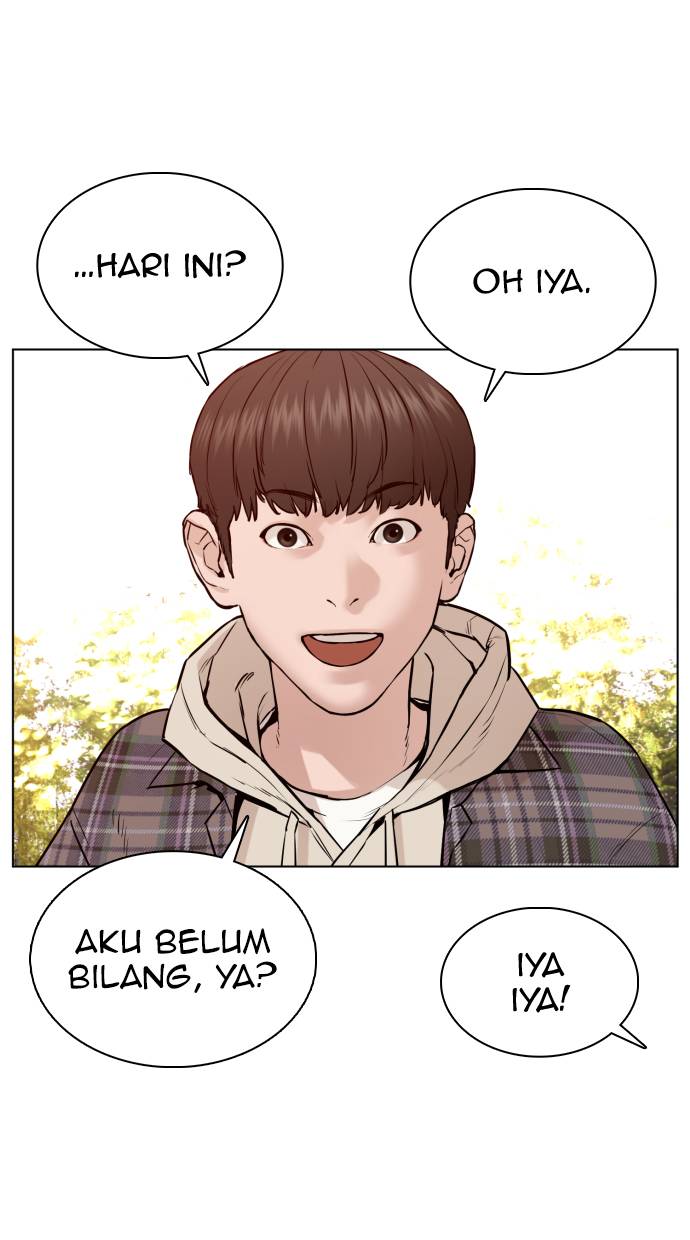 ...HARI INI?
OH IYA.
AKU BELUM
BILANG, YA?
IYA
IYA!